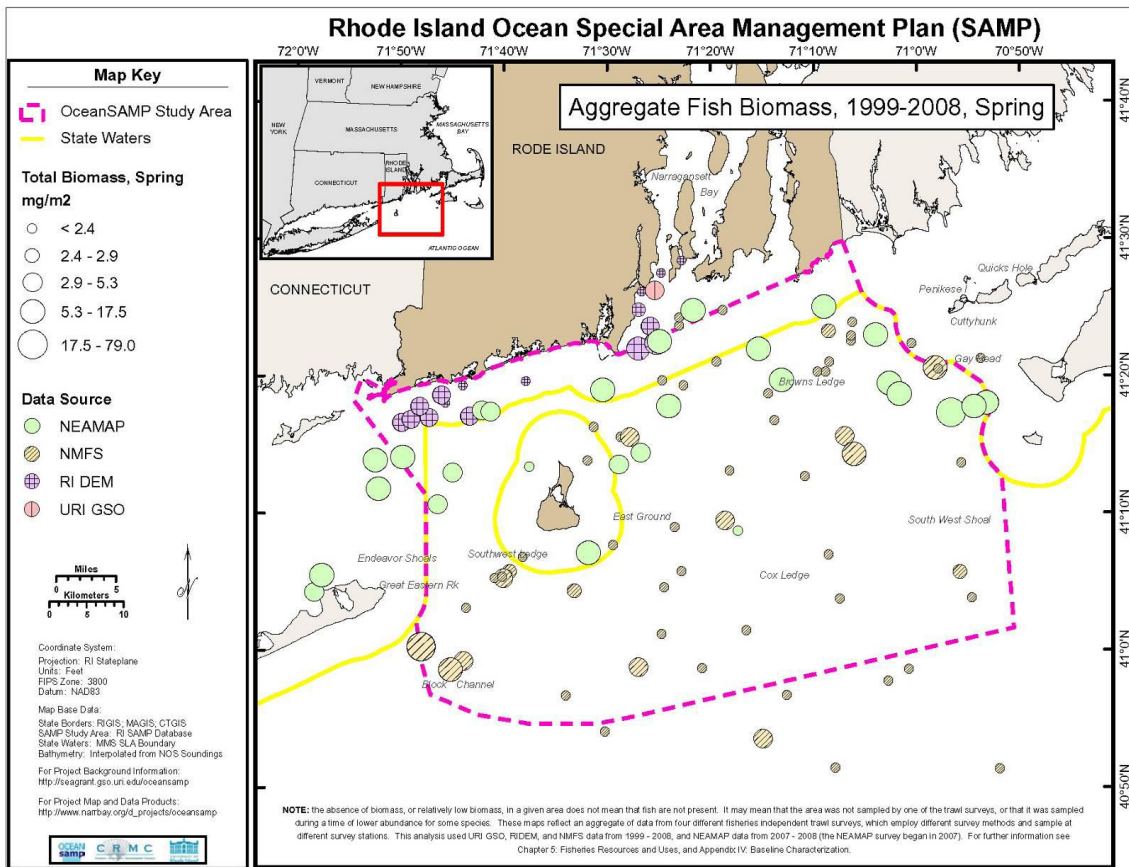 Rhode Island Ocean Special Area Management Plan (SAMP)
72°0'W 71°50'W 71°40'W 71°30'W 71°20'W 71°10'W 71°0'W 50°50'W
Map Key
OceanSAMP Study Area
State Waters
Total Biomass, Spring
mg/m2
< 2.4
2.4 - 2.9
2.9 - 5.3
5.3 - 17.5
17.5 - 79.0
Data Source
NEAMAP
NMFS
RI DEM
URI GSO
Miles
5 0 5
Kilometers
10 5 0 10
N
Coordinate System:
Projection: RI Stateplane
Units: Feet
FIPS Zone: 3800
Datum: NAD83
Map Base Data:
State Borders: RIGIS; MAGIS; CTGIS
SAMP Study Area: RI SAMP Database
State Waters: MMS SLA Boundary
Bathymetry: Interpolated from NOS Soundings
For Project Background Information:
http://seagrant.gso.uri.edu/oceansamp
For Project Map and Data Products:
http://www.narrbay.org/d_projects/oceansamp
OCEAN
samp
CRMC
Aggregate Fish Biomass, 1999-2008, Spring
VERMONT
NEW HAMPSHIRE
NEW
YORK
MASSACHUSETTS
MASSACHUSETTS
BAY
CONNECTICUT
RHODE
ISLAND
ATLANTIC OCEAN
RODE ISLAND
CONNECTICUT
Narragansett
Bay
Quicks Hole
Penikese I
Cuttyhunk
Gay Head
Browns Ledge
East Ground
South West Shoal
Endeavor Shoals
Southwest Ledge
Great Eastern Rk
Cox Ledge
Block Channel
41°40'N
41°30'N
41°20'N
41°10'N
41°0'N
40°50'N
NOTE: the absence of biomass, or relatively low biomass, in a given area does not mean that fish are not present. It may mean that the area was not sampled by one of the trawl surveys, or that it was sampled
during a time of lower abundance for some species. These maps reflect an aggregate of data from four different fisheries independent trawl surveys, which employ different survey methods and sample at
different survey stations. This analysis used URI GSO, RIDEM, and NMFS data from 1999 - 2008, and NEAMAP data from 2007 - 2008 (the NEAMAP survey began in 2007). For further information see
Chapter 5: Fisheries Resources and Uses, and Appendix IV: Baseline Characterization.